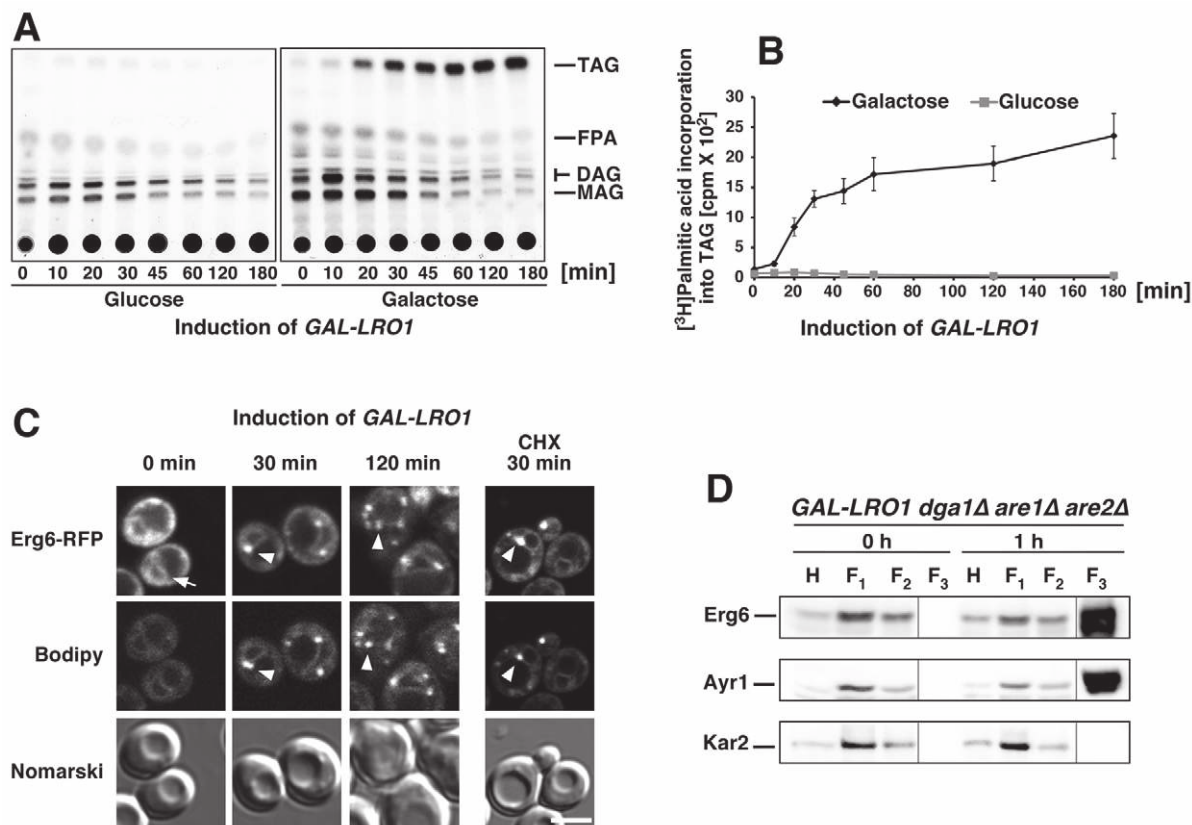 A
TAG
FPA
DAG
MAG
0 10 20 30 45 60 120 180 0 10 20 30 45 60 120 180 [min]
Glucose Galactose
Induction of GAL-LRO1
B
[³H]Palmitic acid incorporation
into TAG [cpm X 10²]
30
25
20
15
10
5
0
Galactose Glucose
0 20 40 60 80 100 120 140 160 180 [min]
Induction of GAL-LRO1
C
Induction of GAL-LRO1
CHX
0 min 30 min 120 min 30 min
Erg6-RFP
Bodipy
Nomarski
D
GAL-LRO1 dga1Δ are1Δ are2Δ
0 h 1 h
H F₁ F₂ F₃ H F₁ F₂ F₃
Erg6
Ayr1
Kar2